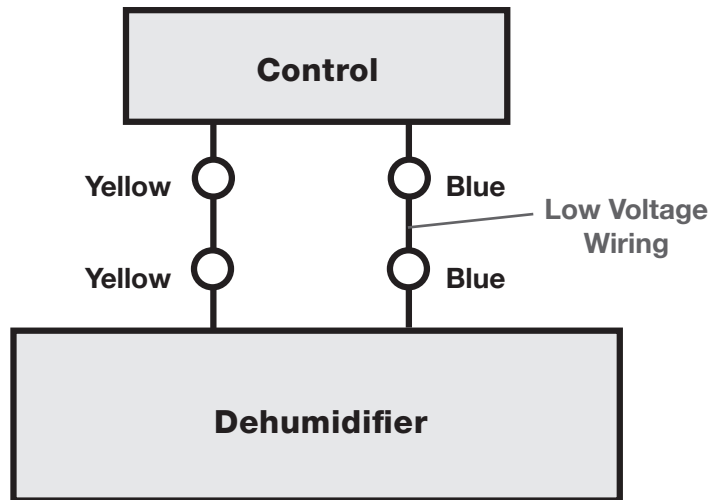 Control
Yellow
Blue
Low Voltage
Wiring
Yellow
Blue
Dehumidifier